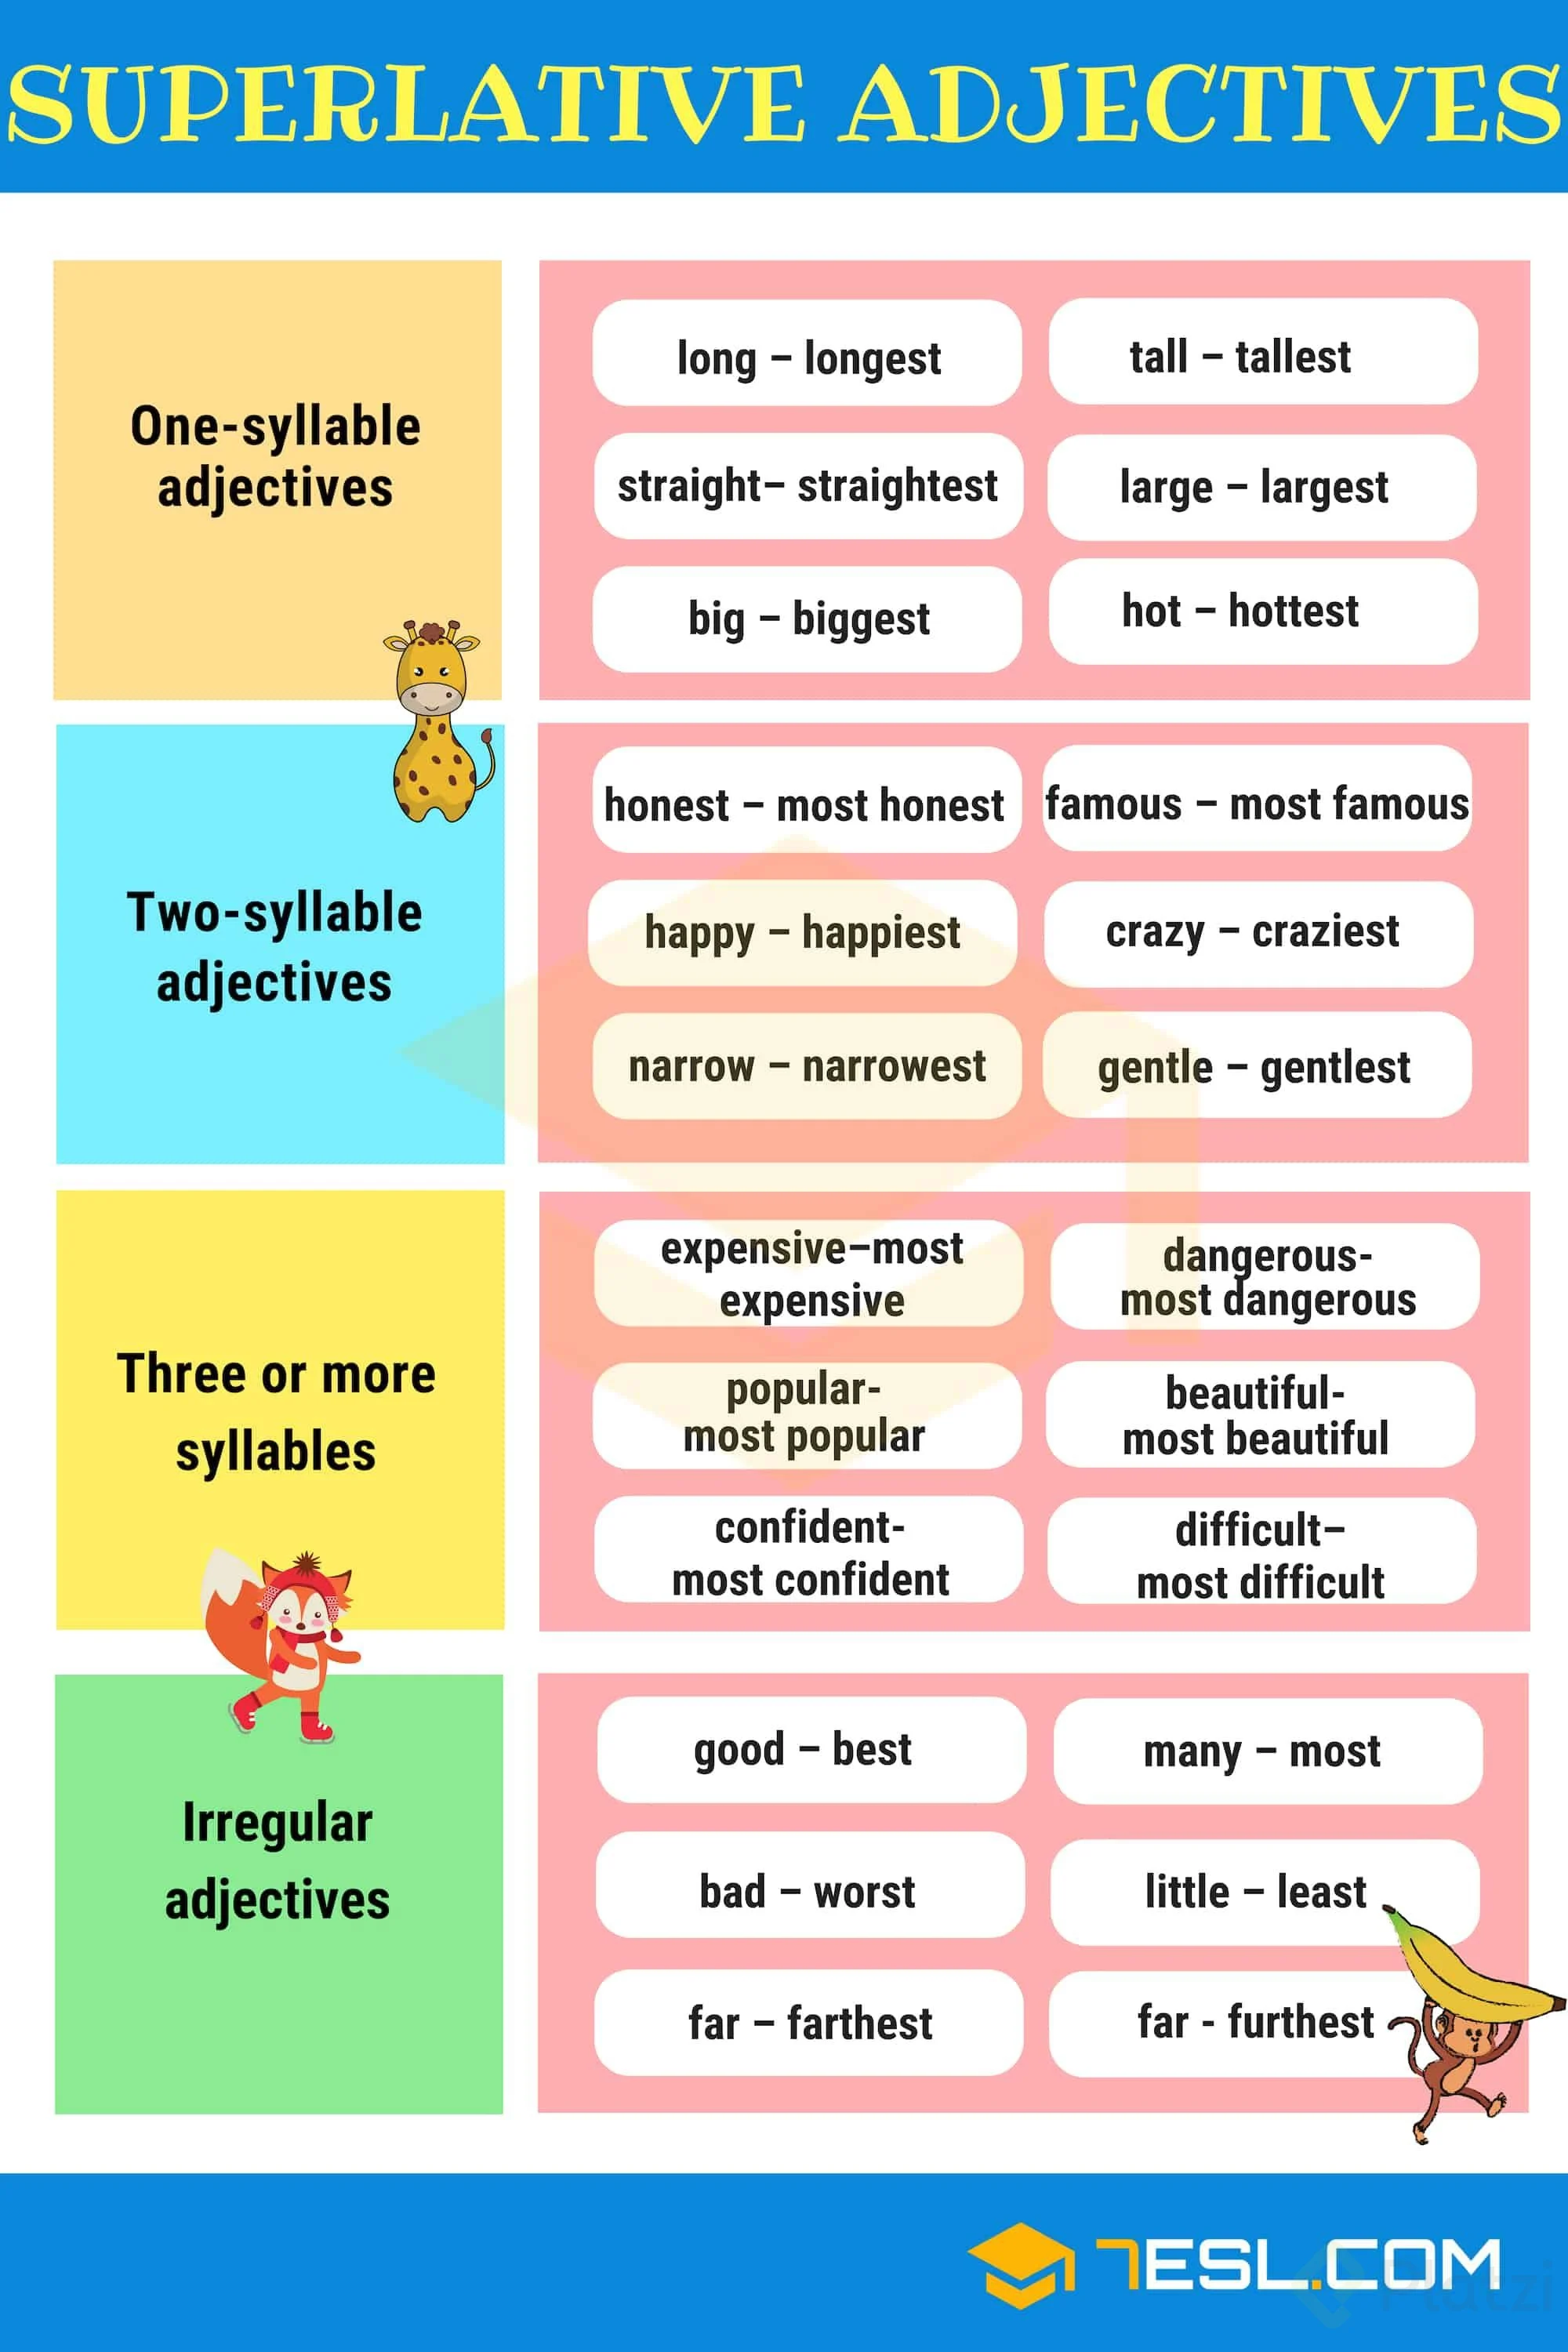 SUPERLATIVE ADJECTIVES
One-syllable
adjectives
long – longest
tall – tallest
straight– straightest
large – largest
big – biggest
hot – hottest
Two-syllable
adjectives
honest – most honest
famous – most famous
happy – happiest
crazy – craziest
narrow – narrowest
gentle – gentlest
Three or more
syllables
expensive–most
expensive
dangerous-
most dangerous
popular-
most popular
beautiful-
most beautiful
confident-
most confident
difficult–
most difficult
Irregular
adjectives
good – best
many – most
bad – worst
little – least
far – farthest
far - furthest
7ESL.COM
Platzi